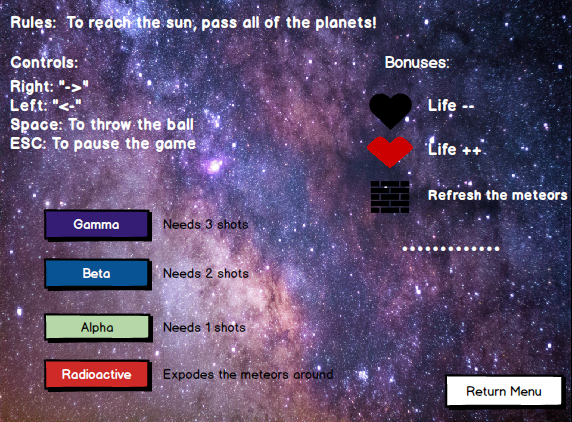 Rules: To reach the sun, pass all of the planets!
Controls:
Right: "->"
Left: "<-"
Space: To throw the ball
ESC: To pause the game
Bonuses:
Life --
Life ++
Refresh the meteors
.............
Gamma Needs 3 shots
Beta Needs 2 shots
Alpha Needs 1 shots
Radioactive Expodes the meteors around
Return Menu